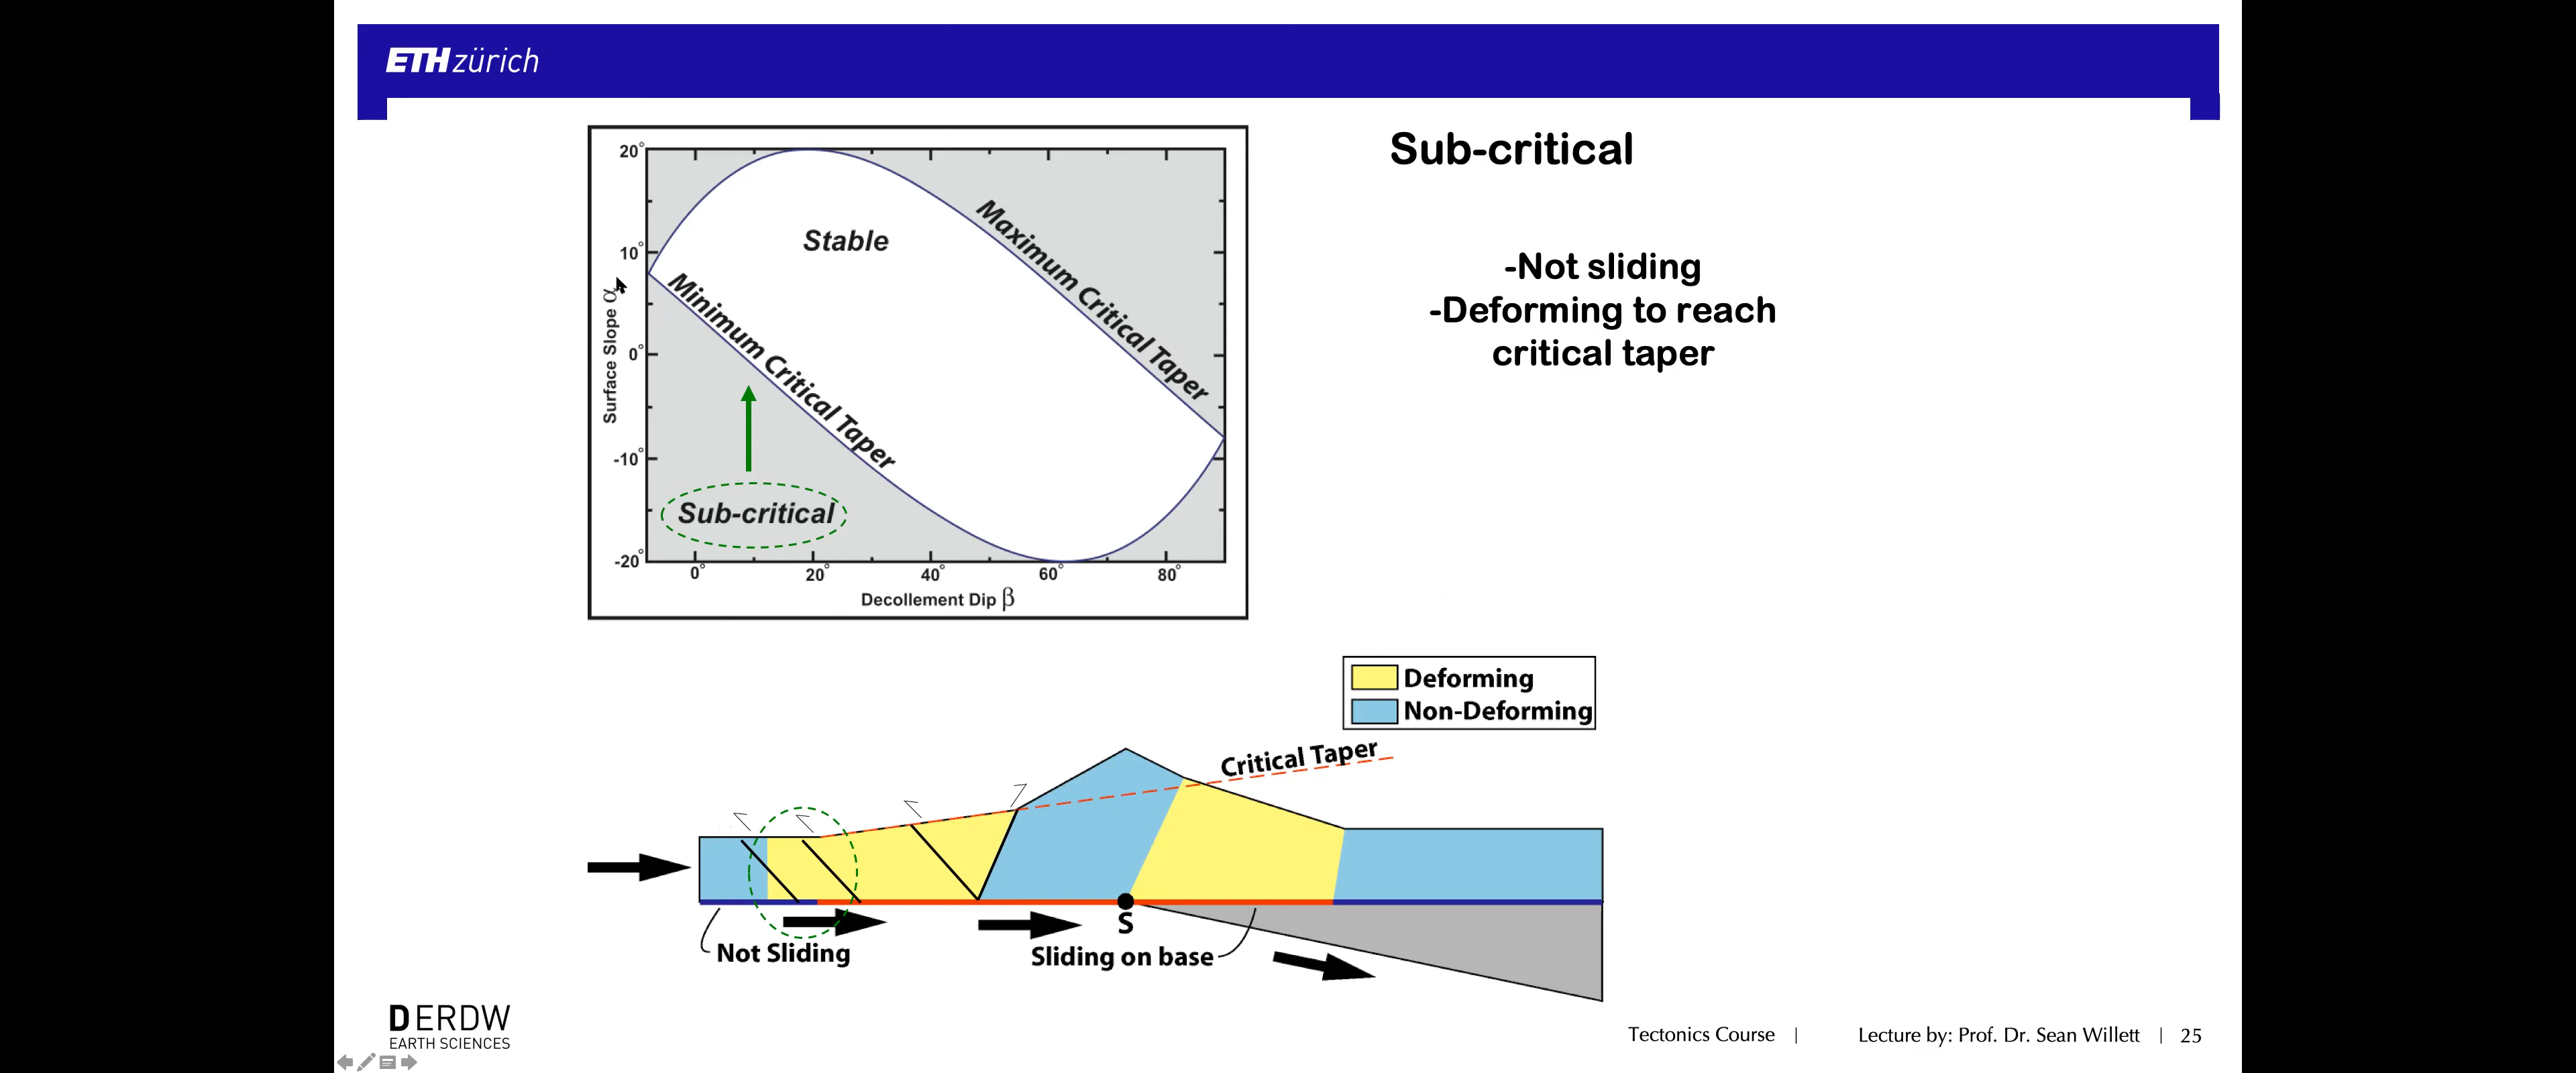 ETH zürich
Sub-critical
-Not sliding
-Deforming to reach
critical taper
20°
10°
0°
-10°
-20°
Surface Slope α
Stable
Maximum Critical Taper
Minimum Critical Taper
Sub-critical
0°
20°
40°
60°
80°
Decollement Dip β
Deforming
Non-Deforming
Critical Taper
S
Not Sliding
Sliding on base
DERDW
EARTH SCIENCES
Tectonics Course | Lecture by: Prof. Dr. Sean Willett | 25